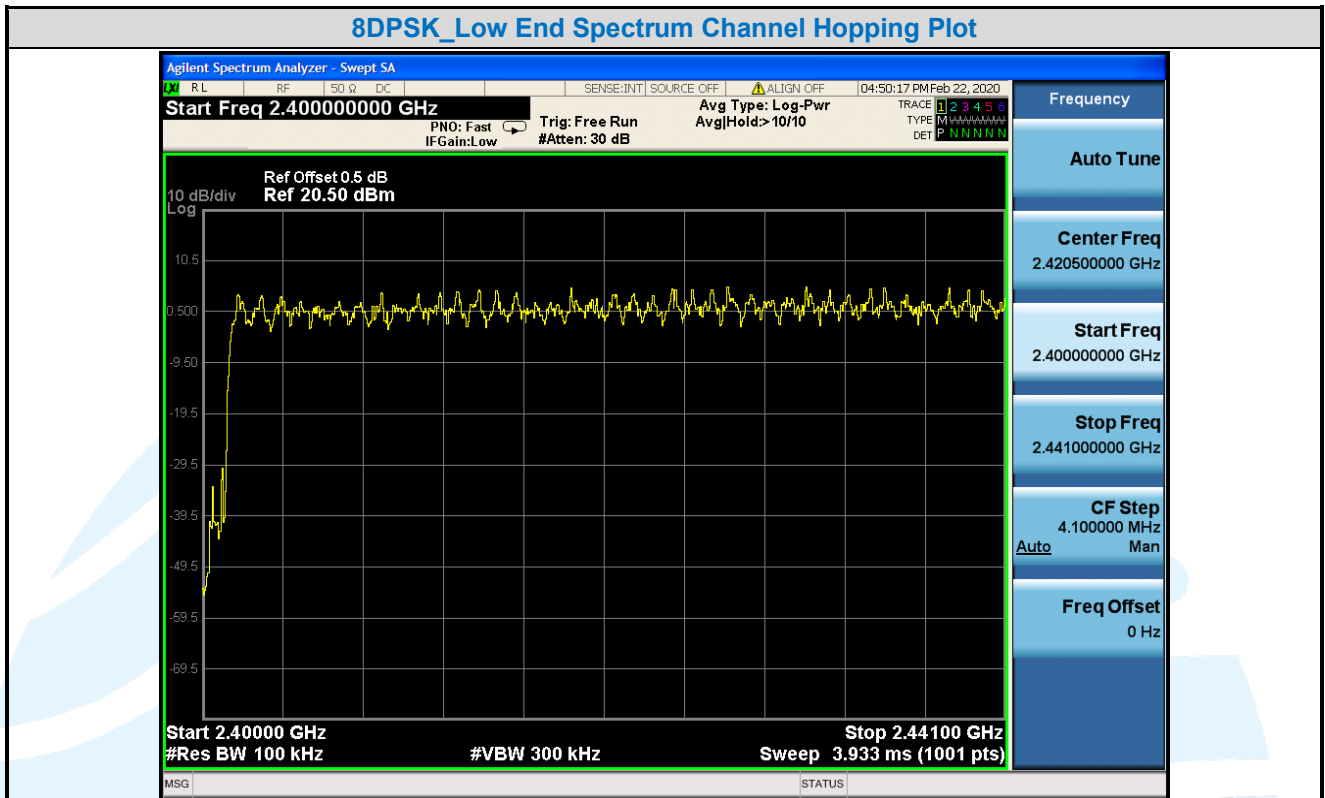 8DPSK_Low End Spectrum Channel Hopping Plot
Agilent Spectrum Analyzer - Swept SA
LXI RL RF 50 Ω DC SENSE:INT SOURCE OFF ALIGN OFF 04:50:17 PM Feb 22, 2020
Start Freq 2.400000000 GHz
PNO: Fast
IFGain:Low
Trig: Free Run
#Atten: 30 dB
Avg Type: Log-Pwr
Avg|Hold:>10/10
TRACE 1 2 3 4 5 6
TYPE M WWWWW
DET P N N N N N
Ref Offset 0.5 dB
10 dB/div Ref 20.50 dBm
Log
10.5
0.500
-9.50
-19.5
-29.5
-39.5
-49.5
-59.5
-69.5
Start 2.40000 GHz Stop 2.44100 GHz
#Res BW 100 kHz #VBW 300 kHz Sweep 3.933 ms (1001 pts)
MSG STATUS
Frequency
Auto Tune
Center Freq
2.420500000 GHz
Start Freq
2.400000000 GHz
Stop Freq
2.441000000 GHz
CF Step
4.100000 MHz
Auto Man
Freq Offset
0 Hz